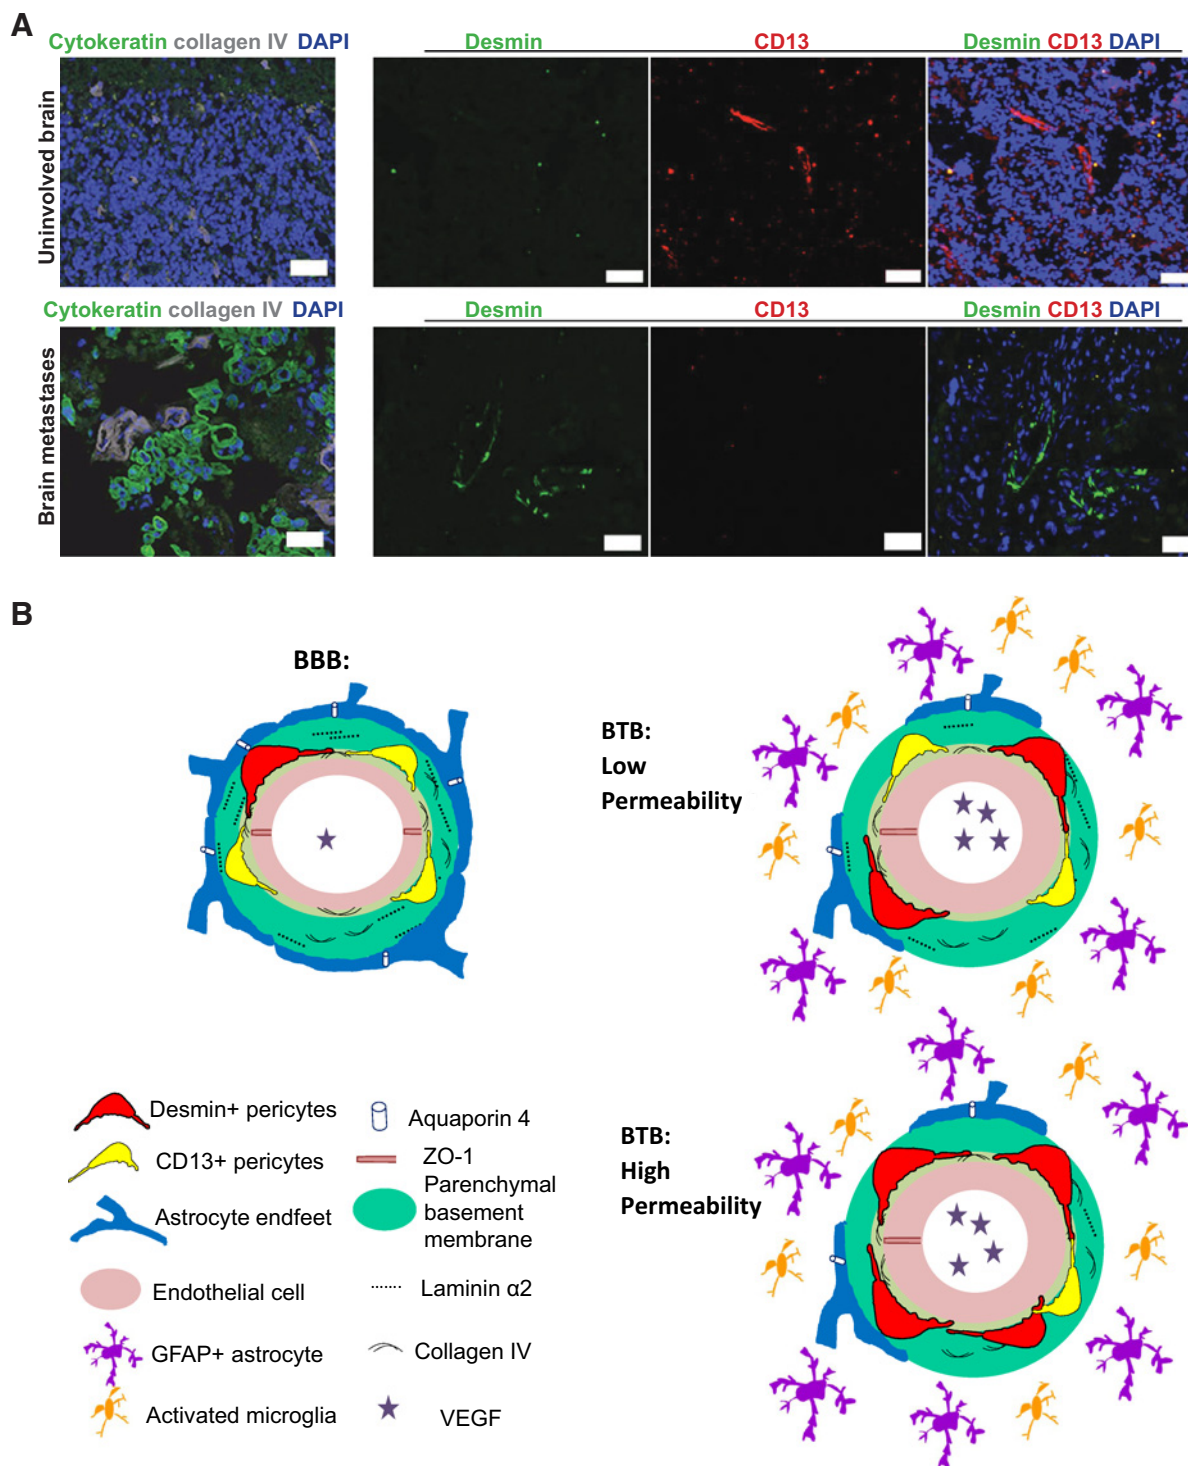 A
Cytokeratin collagen IV DAPI
Desmin
CD13
Desmin CD13 DAPI
Uninvolved brain
Cytokeratin collagen IV DAPI
Desmin
CD13
Desmin CD13 DAPI
Brain metastases
B
BBB:
BTB:
Low
Permeability
BTB:
High
Permeability
Desmin+ pericytes
CD13+ pericytes
Astrocyte endfeet
Endothelial cell
GFAP+ astrocyte
Activated microglia
Aquaporin 4
ZO-1
Parenchymal
basement
membrane
Laminin α2
Collagen IV
VEGF